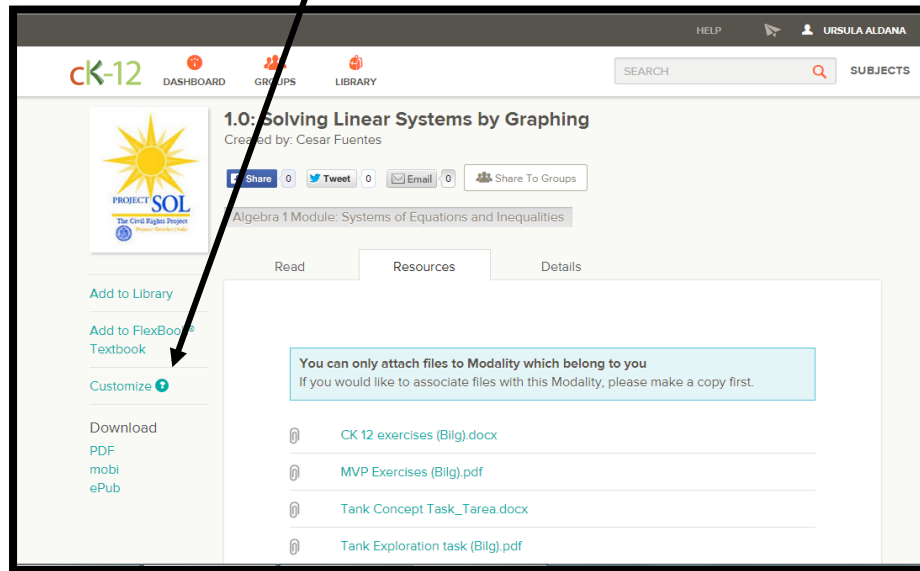 HELP
URSULA ALDANA
cK-12
DASHBOARD
GROUPS
LIBRARY
SEARCH
SUBJECTS
1.0: Solving Linear Systems by Graphing
Created by: Cesar Fuentes
Share 0 Tweet 0 Email 0 Share To Groups
Algebra 1 Module: Systems of Equations and Inequalities
PROJECT SOL
The Civil Rights Project
Read
Resources
Details
Add to Library
Add to FlexBook®
Textbook
Customize
Download
PDF
mobi
ePub
You can only attach files to Modality which belong to you
If you would like to associate files with this Modality, please make a copy first.
CK 12 exercises (Bilg).docx
MVP Exercises (Bilg).pdf
Tank Concept Task_Tarea.docx
Tank Exploration task (Bilg).pdf